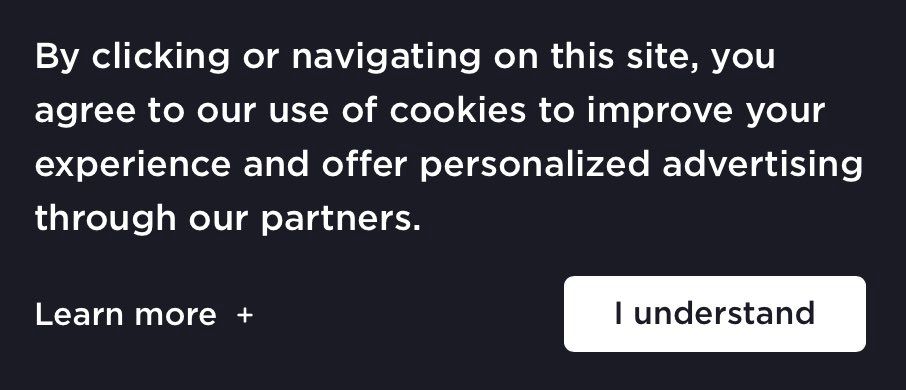 By clicking or navigating on this site, you
agree to our use of cookies to improve your
experience and offer personalized advertising
through our partners.
Learn more +
I understand